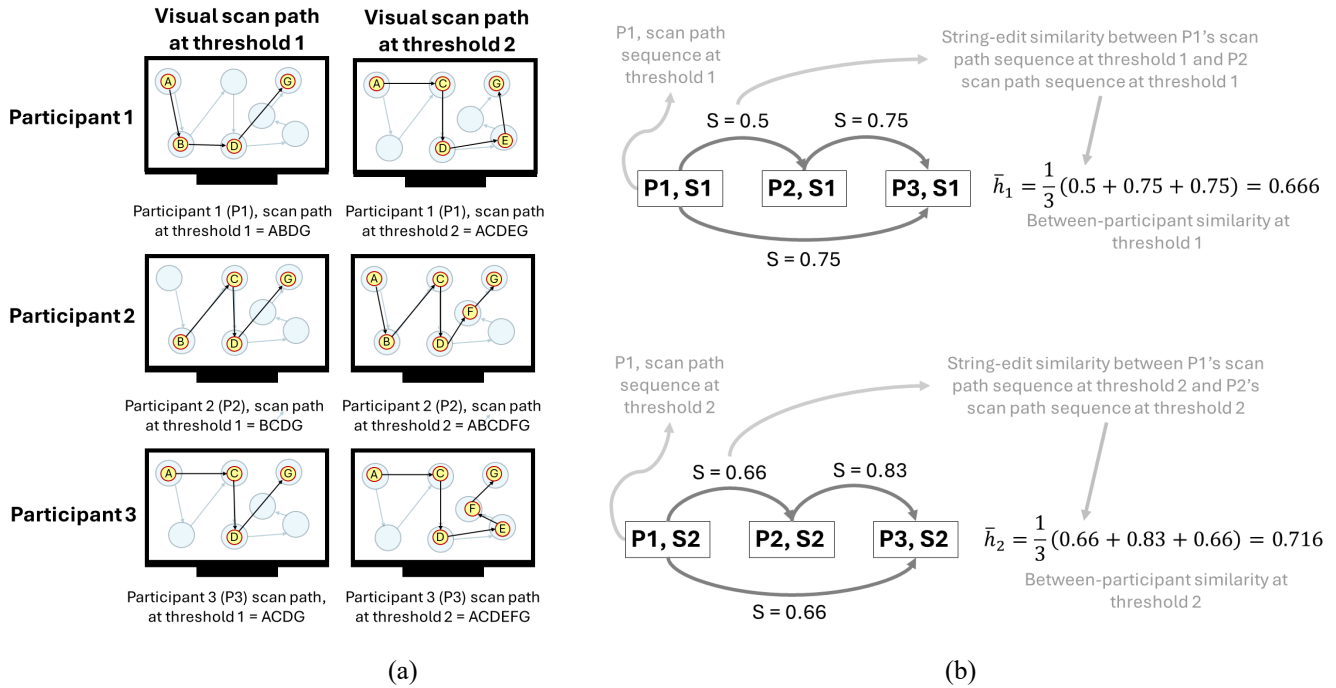 Visual scan path
at threshold 1
Visual scan path
at threshold 2
Participant 1
A
B
D
G
A
C
D
E
G
Participant 1 (P1), scan path
at threshold 1 = ABDG
Participant 1 (P1), scan path
at threshold 2 = ACDEG
Participant 2
B
C
D
G
A
B
C
D
F
G
Participant 2 (P2), scan path
at threshold 1 = BCDG
Participant 2 (P2), scan path
at threshold 2 = ABCDFG
Participant 3
A
C
D
G
A
C
D
E
F
G
Participant 3 (P3) scan path,
at threshold 1 = ACDG
Participant 3 (P3) scan path
at threshold 2 = ACDEFG
(a)
P1, scan path
sequence at
threshold 1
String-edit similarity between P1's scan
path sequence at threshold 1 and P2
scan path sequence at threshold 1
S = 0.5
S = 0.75
P1, S1
P2, S1
P3, S1
S = 0.75
h̄₁ = 1/3 (0.5 + 0.75 + 0.75) = 0.666
Between-participant similarity at
threshold 1
P1, scan path
sequence at
threshold 2
String-edit similarity between P1's scan
path sequence at threshold 2 and P2's
scan path sequence at threshold 2
S = 0.66
S = 0.83
P1, S2
P2, S2
P3, S2
S = 0.66
h̄₂ = 1/3 (0.66 + 0.83 + 0.66) = 0.716
Between-participant similarity at
threshold 2
(b)